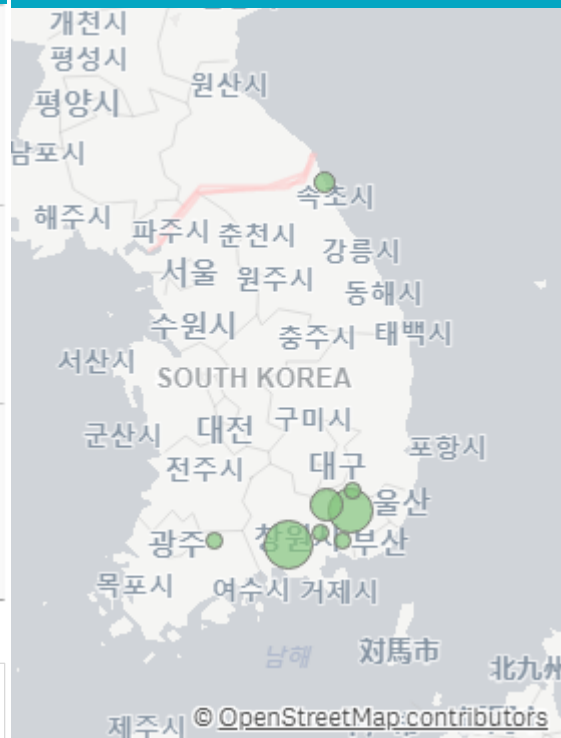 개천시
평성시
원산시
평양시
남포시
속초시
해주시
파주시 춘천시
강릉시
서울 원주시
동해시
수원시
충주시 태백시
서산시
SOUTH KOREA
구미시
군산시 대전
포항시
전주시 대구
울산
광주 창원시 부산
목포시 여수시 거제시
남해 対馬市
北九州
제주시 © OpenStreetMap contributors